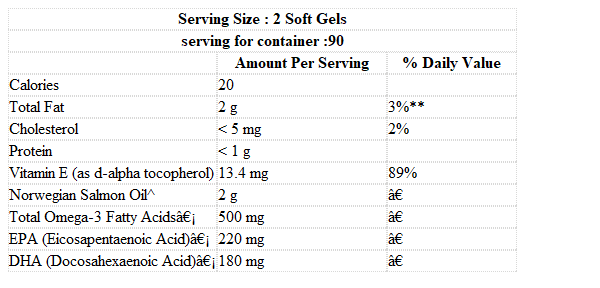 Serving Size : 2 Soft Gels
serving for container :90
Amount Per Serving % Daily Value
Calories 20
Total Fat 2 g 3%**
Cholesterol < 5 mg 2%
Protein < 1 g
Vitamin E (as d-alpha tocopherol) 13.4 mg 89%
Norwegian Salmon Oil^ 2 g â€
Total Omega-3 Fatty Acidsâ€¡ 500 mg â€
EPA (Eicosapentaenoic Acid)â€¡ 220 mg â€
DHA (Docosahexaenoic Acid)â€¡ 180 mg â€